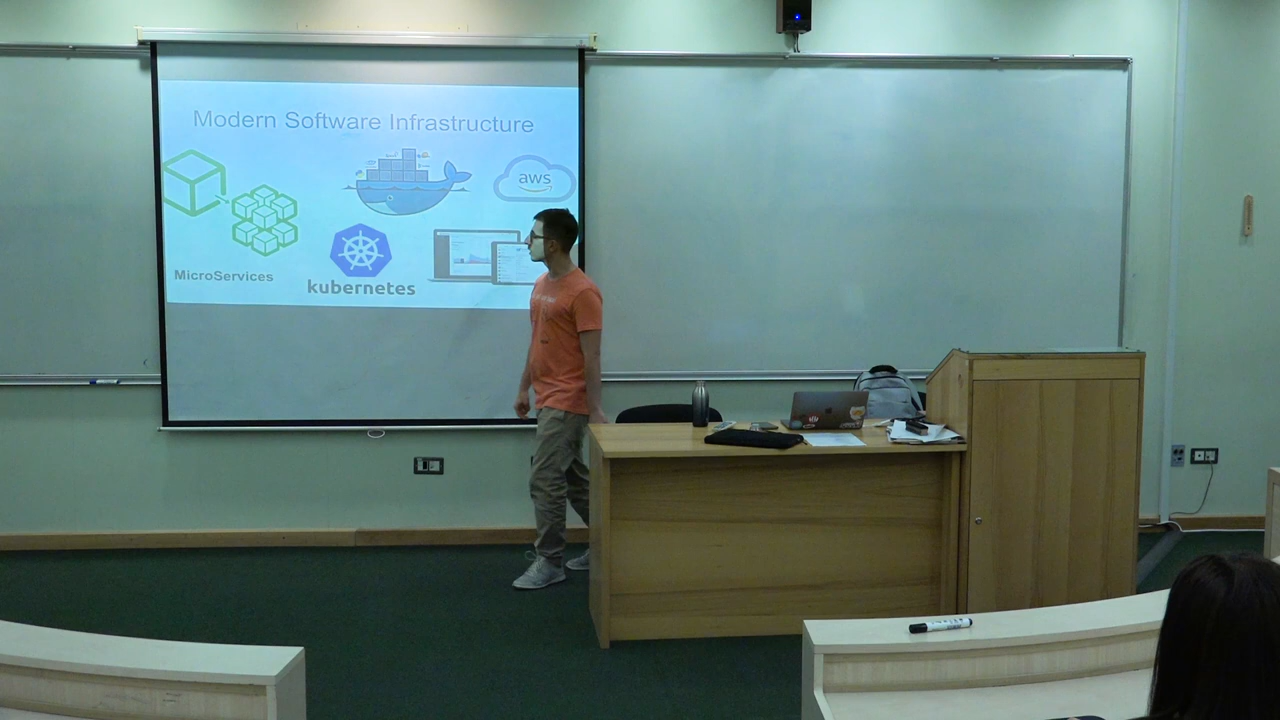 Modern Software Infrastructure
aws
MicroServices
kubernetes